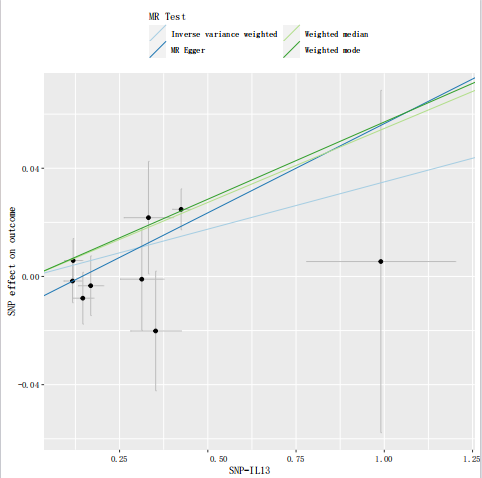 MR Test
Inverse variance weighted
Weighted median
MR Egger
Weighted mode
SNP effect on outcome
0.04
0.00
-0.04
0.25
0.50
0.75
1.00
1.25
SNP-IL13